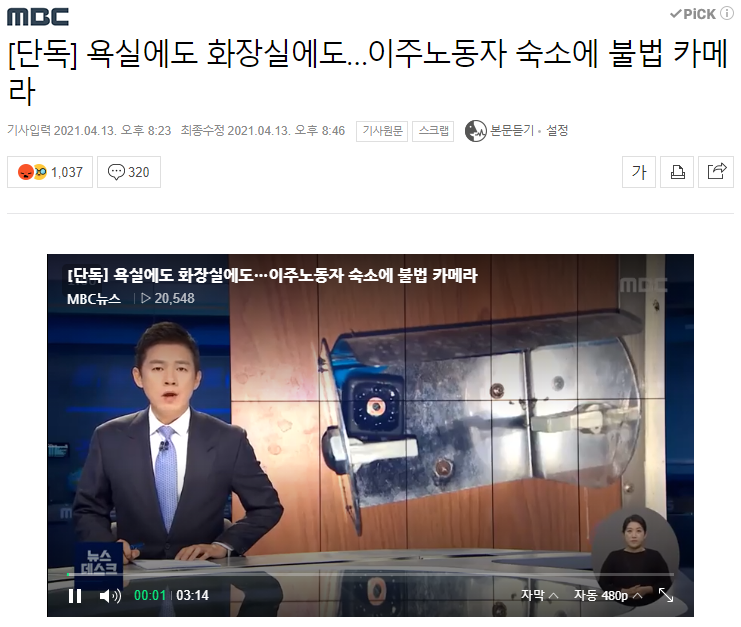 MBC
PiCK
[단독] 욕실에도 화장실에도…이주노동자 숙소에 불법 카메
라
기사입력 2021.04.13. 오후 8:23 최종수정 2021.04.13. 오후 8:46 기사원문 스크랩 본문듣기 · 설정
1,037 320 가
[단독] 욕실에도 화장실에도…이주노동자 숙소에 불법 카메라
MBC뉴스 20,548
MBC
뉴스
데스크
00:01 03:14 자막 자동 480p